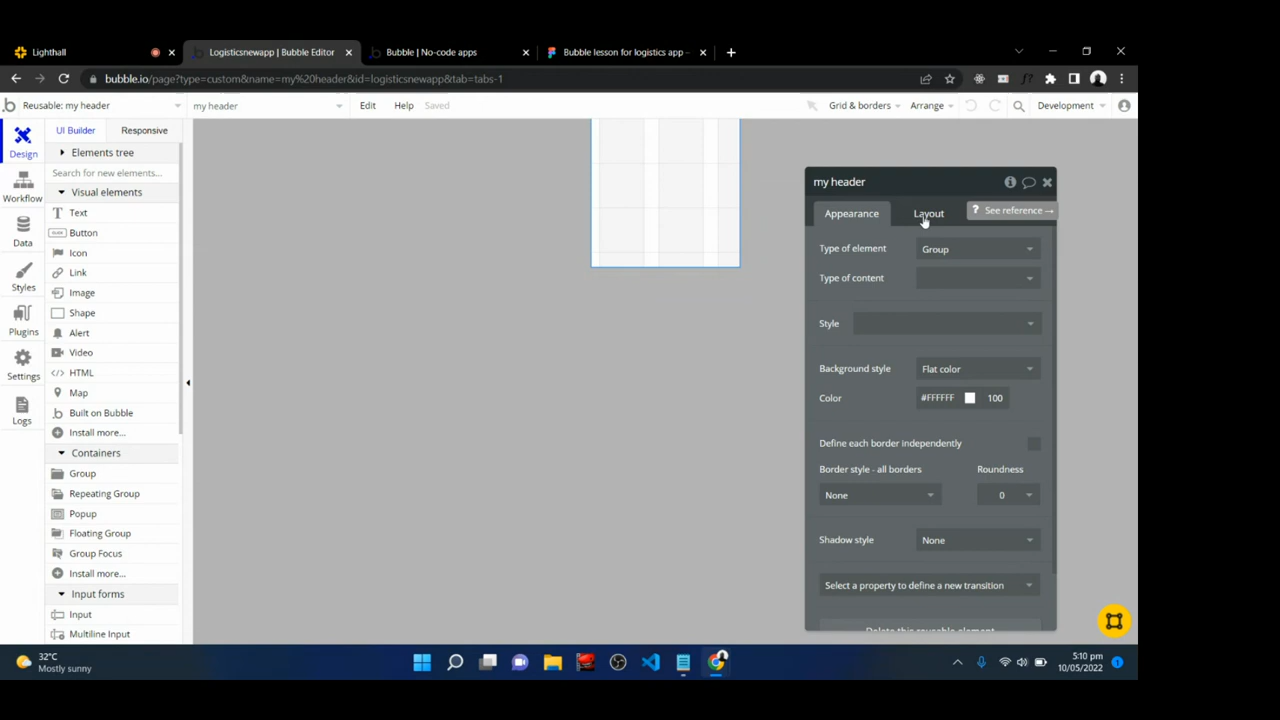 Lighthall
Logisticsnewapp | Bubble Editor
Bubble | No-code apps
Bubble lesson for logistics app –
bubble.io/page?type=custom&name=my%20header&id=logisticsnewapp&tab=tabs-1
Reusable: my header
my header
Edit
Help
Saved
Grid & borders
Arrange
Development
Design
Workflow
Data
Styles
Plugins
Settings
Logs
UI Builder
Responsive
Elements tree
Search for new elements...
Visual elements
Text
Button
Icon
Link
Image
Shape
Alert
Video
HTML
Map
Built on Bubble
Install more...
Containers
Group
Repeating Group
Popup
Floating Group
Group Focus
Install more...
Input forms
Input
Multiline Input
my header
Appearance
Layout
? See reference →
Type of element
Group
Type of content
Style
Background style
Flat color
Color
#FFFFFF
100
Define each border independently
Border style - all borders
Roundness
None
0
Shadow style
None
Select a property to define a new transition
Delete this reusable element
32°C
Mostly sunny
5:10 pm
10/05/2022
1